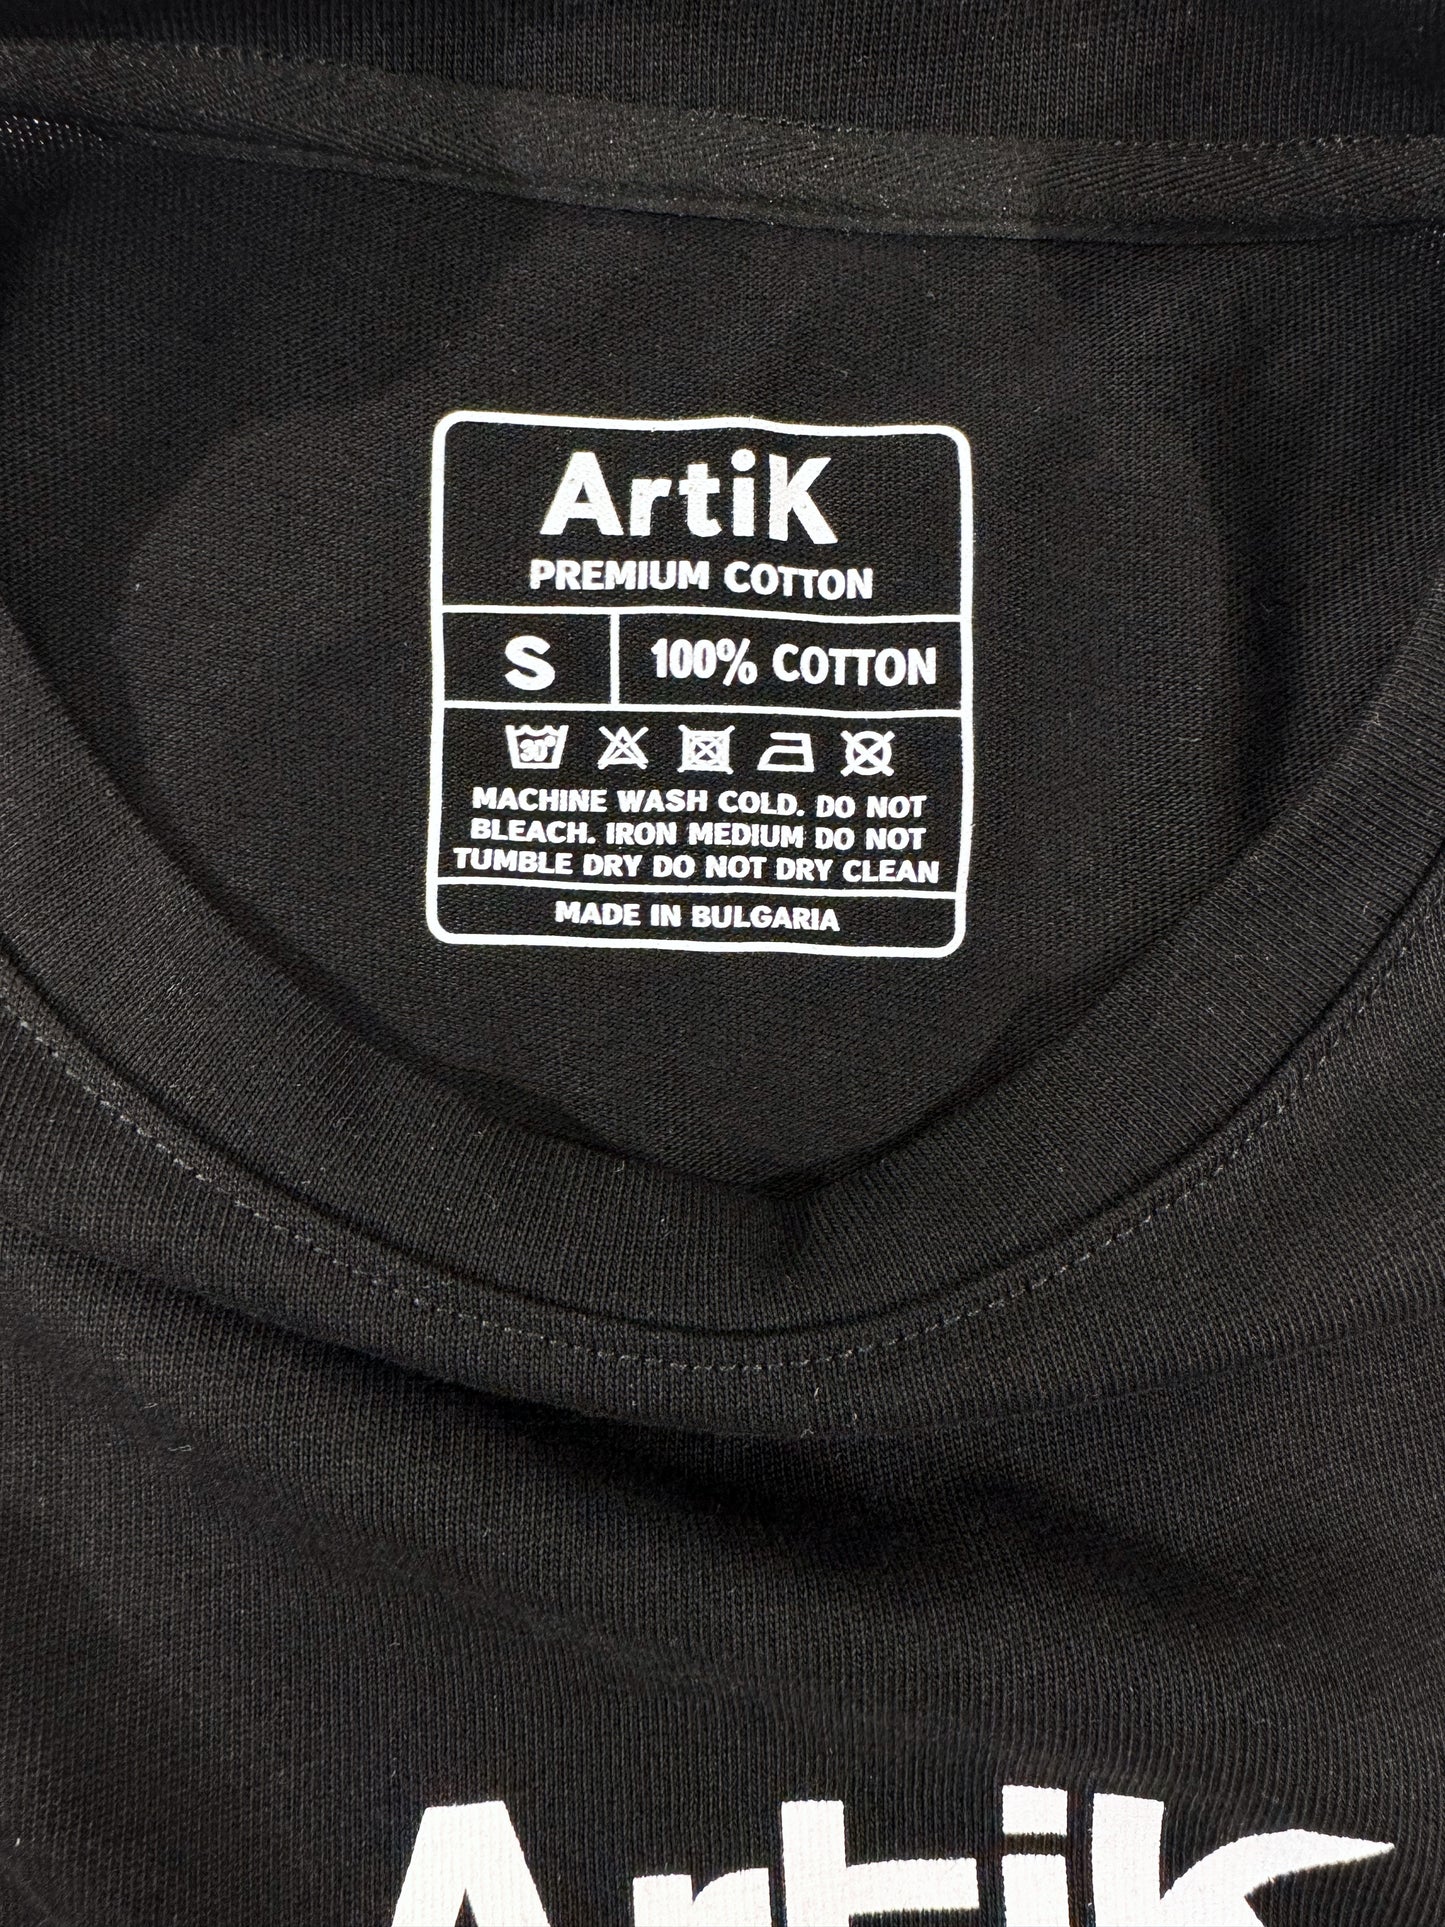 ArtiK
PREMIUM COTTON
S
100% COTTON
30°
MACHINE WASH COLD. DO NOT
BLEACH. IRON MEDIUM DO NOT
TUMBLE DRY DO NOT DRY CLEAN
MADE IN BULGARIA
Artik